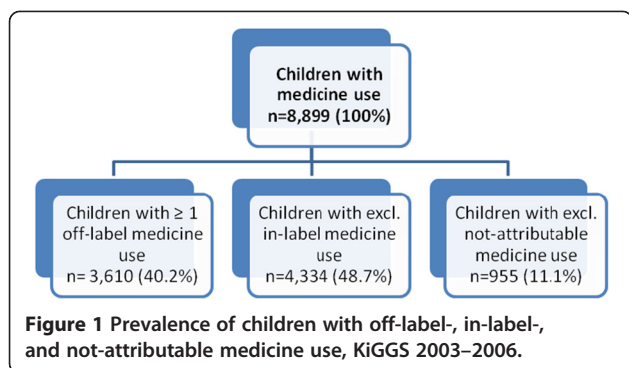 Children with
medicine use
n=8,899 (100%)
Children with ≥ 1
off-label medicine
use
n= 3,610 (40.2%)
Children with excl.
in-label medicine
use
n=4,334 (48.7%)
Children with excl.
not-attributable
medicine use
n=955 (11.1%)
Figure 1 Prevalence of children with off-label-, in-label-,
and not-attributable medicine use, KiGGS 2003–2006.